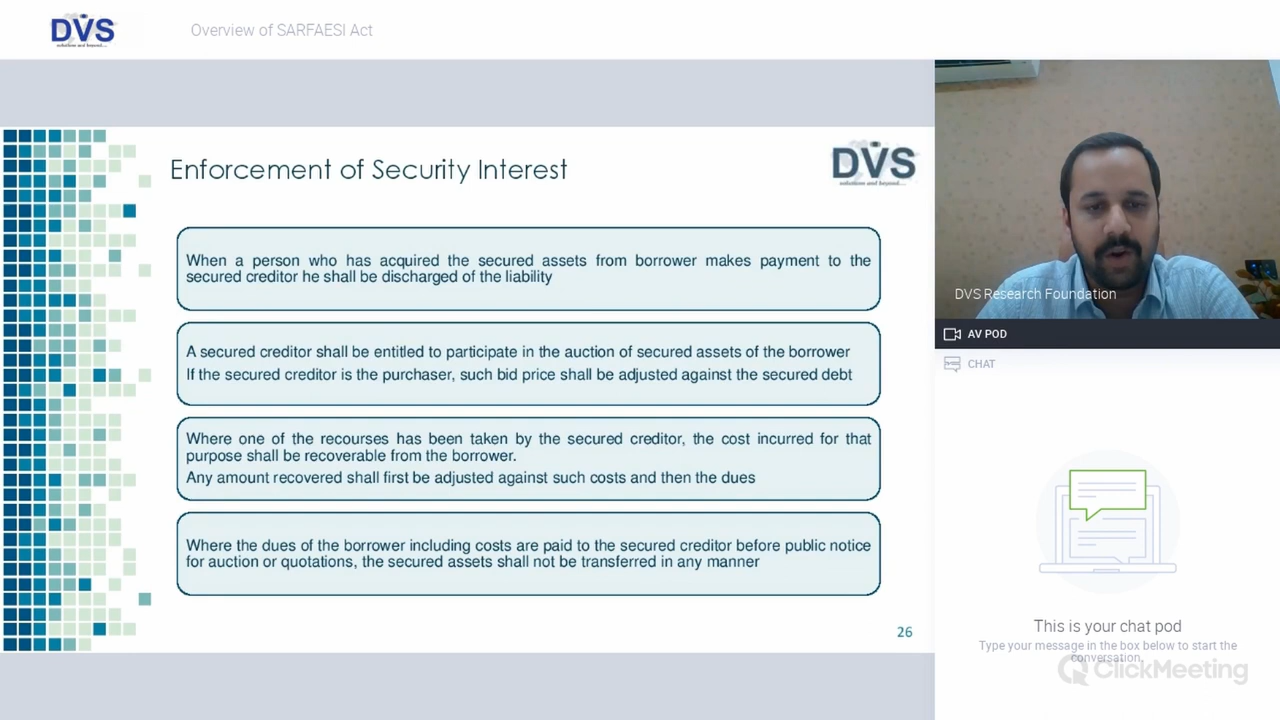 DVS
solutions and beyond....
Overview of SARFAESI Act
Enforcement of Security Interest
DVS
solutions and beyond....
When a person who has acquired the secured assets from borrower makes payment to the
secured creditor he shall be discharged of the liability
A secured creditor shall be entitled to participate in the auction of secured assets of the borrower
If the secured creditor is the purchaser, such bid price shall be adjusted against the secured debt
Where one of the recourses has been taken by the secured creditor, the cost incurred for that
purpose shall be recoverable from the borrower.
Any amount recovered shall first be adjusted against such costs and then the dues
Where the dues of the borrower including costs are paid to the secured creditor before public notice
for auction or quotations, the secured assets shall not be transferred in any manner
26
DVS Research Foundation
AV POD
CHAT
This is your chat pod
Type your message in the box below to start the
conversation.
ClickMeeting